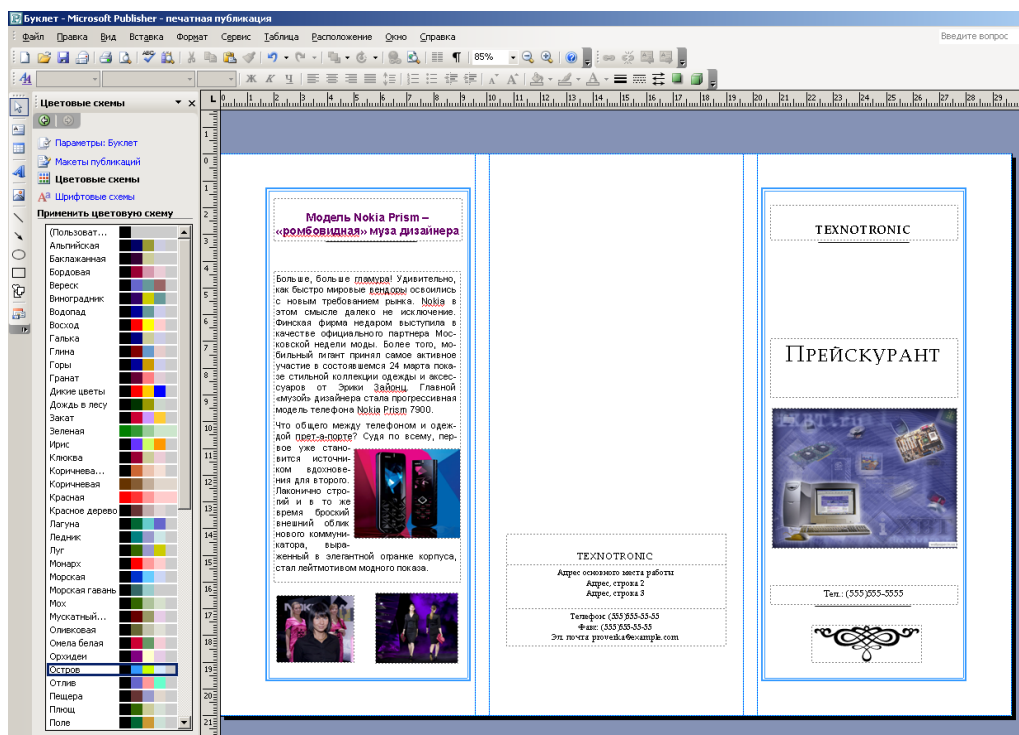 Буклет - Microsoft Publisher - печатная публикация
Файл Правка Вид Вставка Формат Сервис Таблица Расположение Окно Справка
Введите вопрос
85%
Ж К Ч
Цветовые схемы
Параметры: Буклет
Макеты публикаций
Цветовые схемы
Шрифтовые схемы
Применить цветовую схему
(Пользоват...
Альпийская
Баклажанная
Бордовая
Вереск
Виноградник
Водопад
Восход
Галька
Глина
Горы
Гранат
Дикие цветы
Дождь в лесу
Закат
Зеленая
Ирис
Клюква
Коричнева...
Коричневая
Красная
Красное дерево
Лагуна
Ледник
Луг
Монарх
Морская
Морская гавань
Мох
Мускатный...
Оливковая
Омела белая
Орхидеи
Остров
Отлив
Пещера
Плющ
Поле
Модель Nokia Prism –
«ромбовидная» муза дизайнера
Больше, больше гламура! Удивительно,
как быстро мировые вендоры освоились
с новым требованием рынка. Nokia в
этом смысле далеко не исключение.
Финская фирма недаром выступила в
качестве официального партнера Мос-
ковской недели моды. Более того, мо-
бильный гигант принял самое активное
участие в состоявшемся 24 марта пока-
зе стильной коллекции одежды и аксес-
суаров от Эрики Зайонц. Главной
«музой» дизайнера стала прогрессивная
модель телефона Nokia Prism 7900.
Что общего между телефоном и одеж-
дой прет-а-порте? Судя по всему, пер-
вое уже стано-
вится источни-
ком вдохнове-
ния для второго.
Лаконично стро-
гий и в то же
время броский
внешний облик
нового коммуни-
катора, выра-
женный в элегантной огранке корпуса,
стал лейтмотивом модного показа.
TEXNOTRONIC
Адрес основного места работы
Адрес, строка 2
Адрес, строка 3
Телефон: (555)555-55-55
Факс: (555)555-55-55
Эл. почта: proverka@example.com
TEXNOTRONIC
Прейскурант
Тел.: (555)555-5555